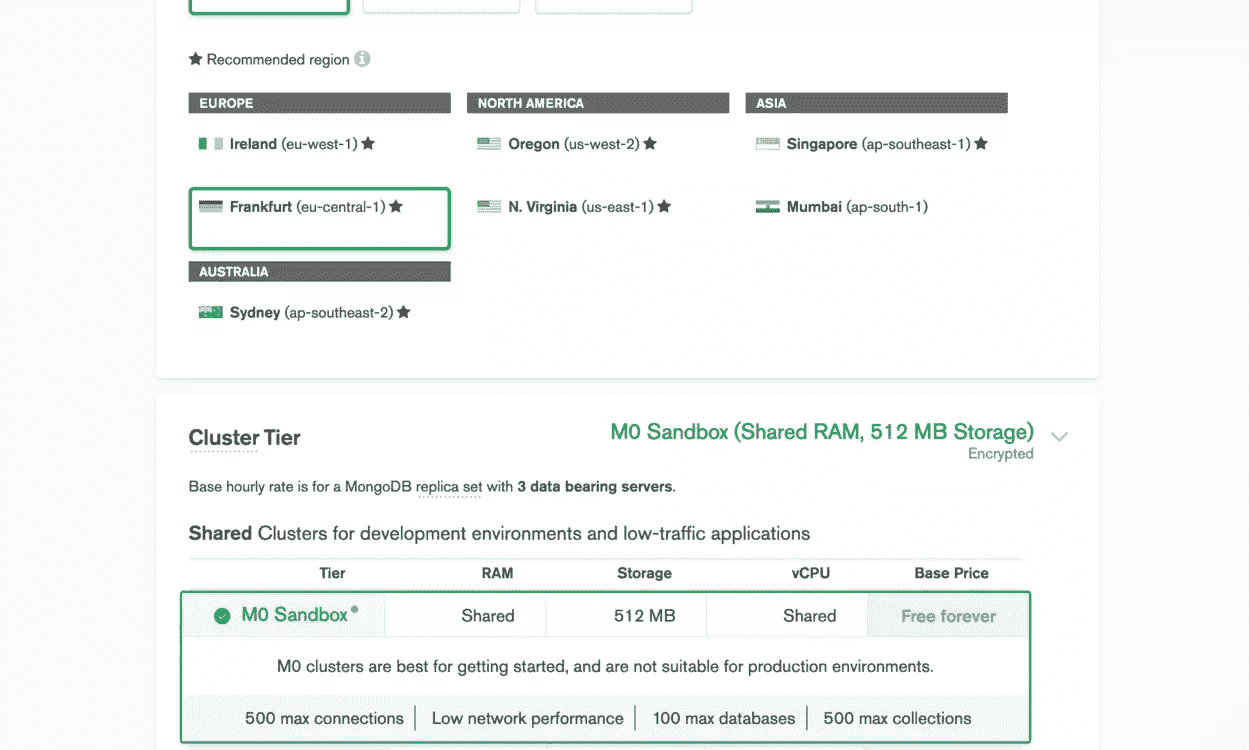 ★ Recommended region
EUROPE
Ireland (eu-west-1) ★
Frankfurt (eu-central-1) ★
NORTH AMERICA
Oregon (us-west-2) ★
N. Virginia (us-east-1) ★
ASIA
Singapore (ap-southeast-1) ★
Mumbai (ap-south-1)
AUSTRALIA
Sydney (ap-southeast-2) ★
Cluster Tier
M0 Sandbox (Shared RAM, 512 MB Storage)
Encrypted
Base hourly rate is for a MongoDB replica set with 3 data bearing servers.
Shared Clusters for development environments and low-traffic applications
Tier RAM Storage vCPU Base Price
M0 Sandbox Shared 512 MB Shared Free forever
M0 clusters are best for getting started, and are not suitable for production environments.
500 max connections | Low network performance | 100 max databases | 500 max collections